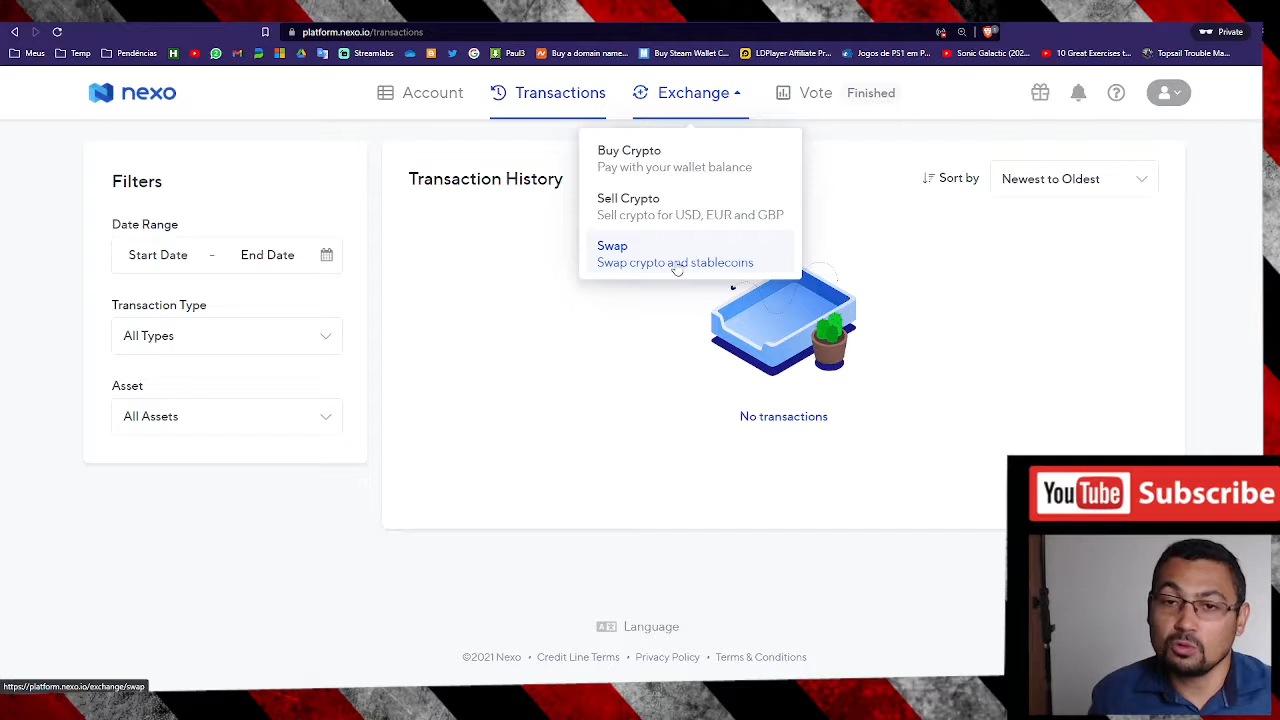 platform.nexo.io/transactions
Private
Meus
Temp
Pendências
H
Streamlabs
Paul3
Buy a domain name...
Buy Steam Wallet C...
LDPlayer Affiliate Pr...
Jogos de PS1 em P...
Sonic Galactic (202...
10 Great Exercises t...
Topsail Trouble Ma...
nexo
Account
Transactions
Exchange
Vote
Finished
Buy Crypto
Pay with your wallet balance
Sell Crypto
Sell crypto for USD, EUR and GBP
Swap
Swap crypto and stablecoins
Filters
Date Range
Start Date - End Date
Transaction Type
All Types
Asset
All Assets
Transaction History
Sort by
Newest to Oldest
No transactions
YouTube Subscribe
Language
©2021 Nexo • Credit Line Terms • Privacy Policy • Terms & Conditions
https://platform.nexo.io/exchange/swap